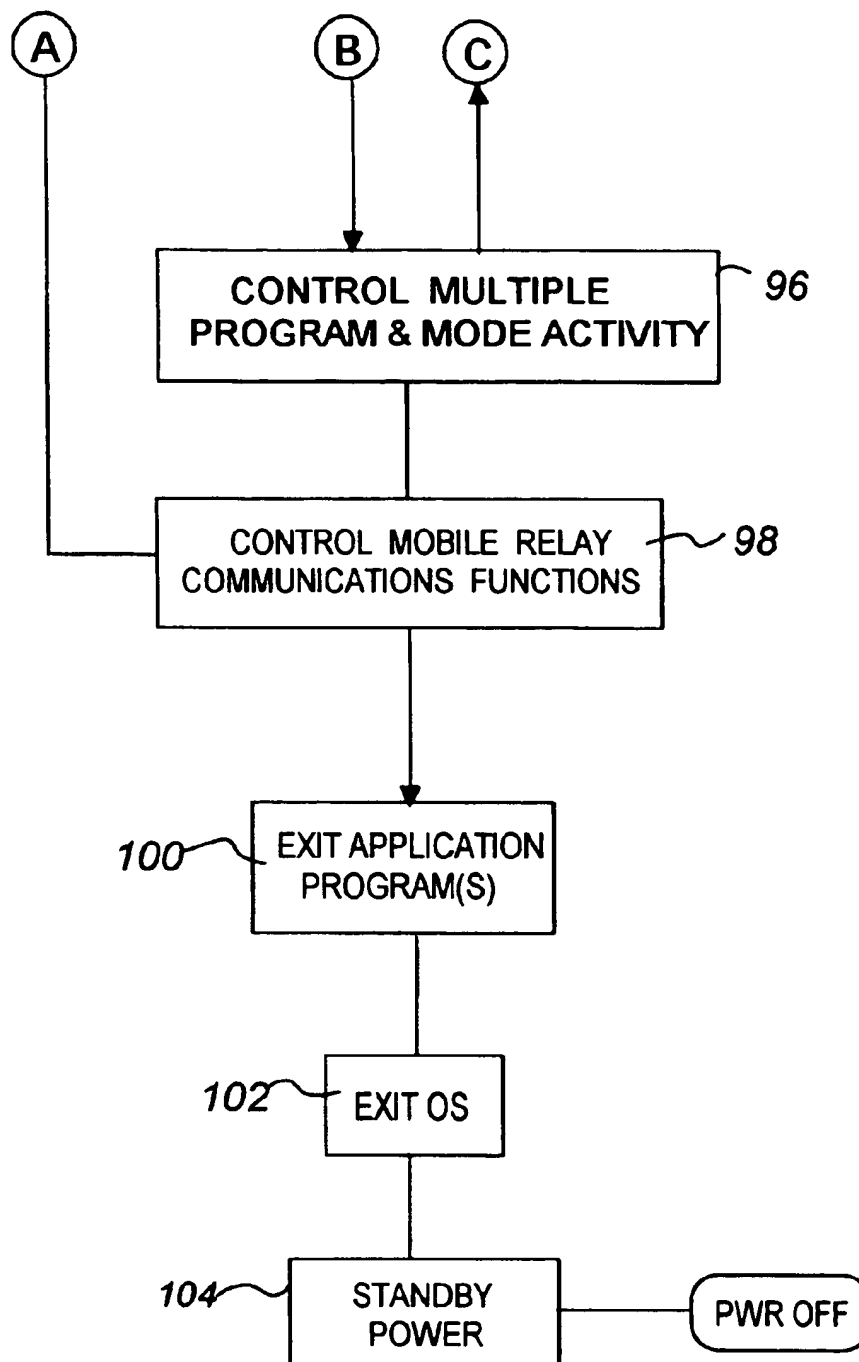 A
B
C
CONTROL MULTIPLE
PROGRAM & MODE ACTIVITY
96
CONTROL MOBILE RELAY
COMMUNICATIONS FUNCTIONS
98
100
EXIT APPLICATION
PROGRAM(S)
102
EXIT OS
104
STANDBY
POWER
PWR OFF